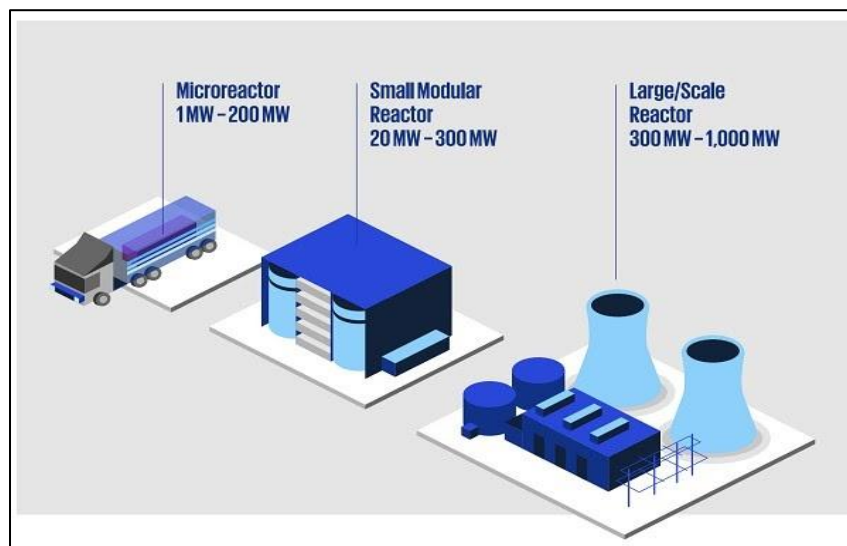 Microreactor
1 MW – 200 MW
Small Modular
Reactor
20 MW – 300 MW
Large/Scale
Reactor
300 MW – 1,000 MW